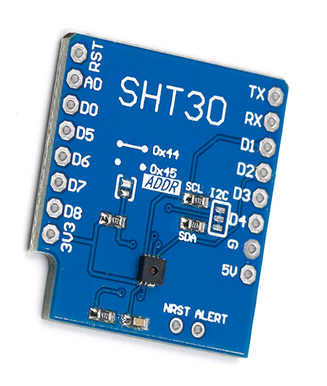 RST
A0
D0
D5
D6
D7
D8
3V3
SHT30
0x44
0x45
ADDR
SCL
I2C
SDA
NRST ALERT
TX
RX
D1
D2
D3
D4
G
5V